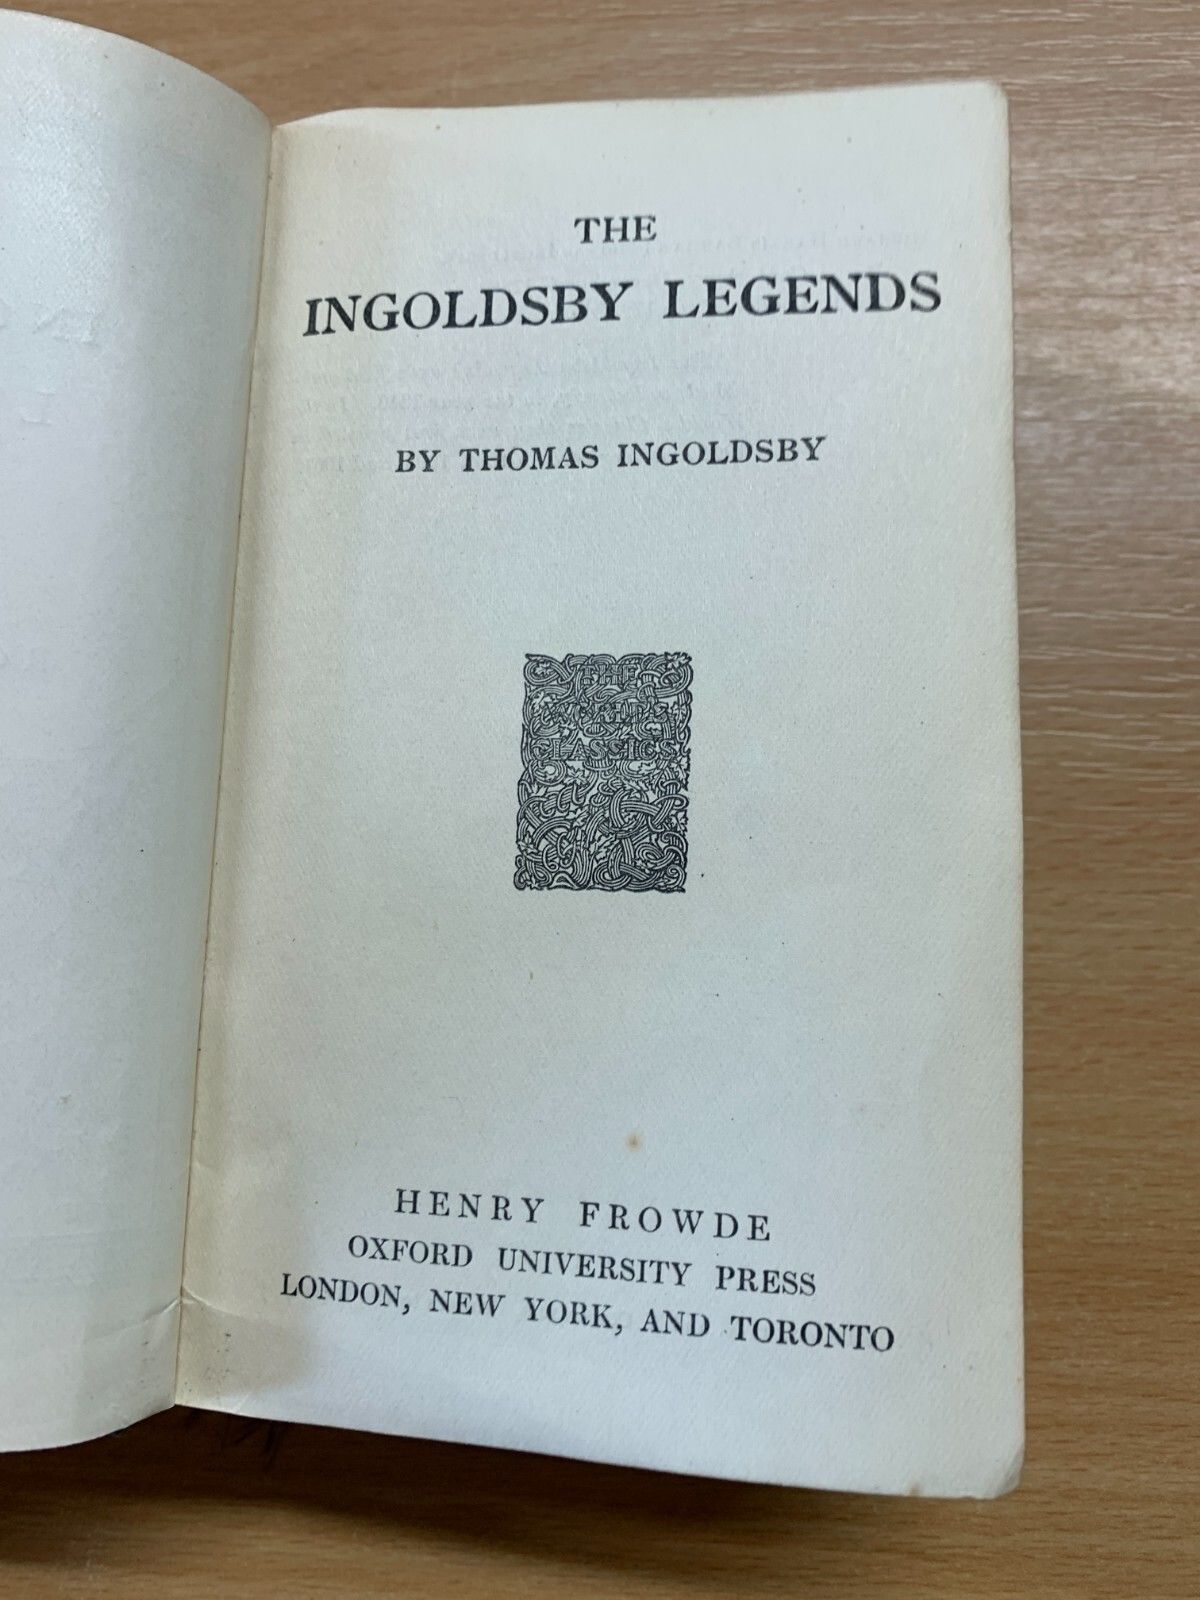 THE
INGOLDSBY LEGENDS
BY THOMAS INGOLDSBY
THE
WORLD'S
CLASSICS
HENRY FROWDE
OXFORD UNIVERSITY PRESS
LONDON, NEW YORK, AND TORONTO